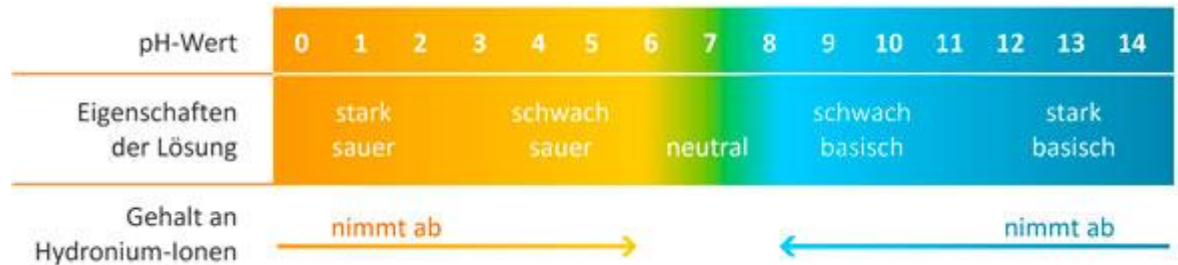 pH-Wert 0 1 2 3 4 5 6 7 8 9 10 11 12 13 14
Eigenschaften der Lösung
stark sauer
schwach sauer
neutral
schwach basisch
stark basisch
Gehalt an Hydronium-Ionen
nimmt ab
nimmt ab